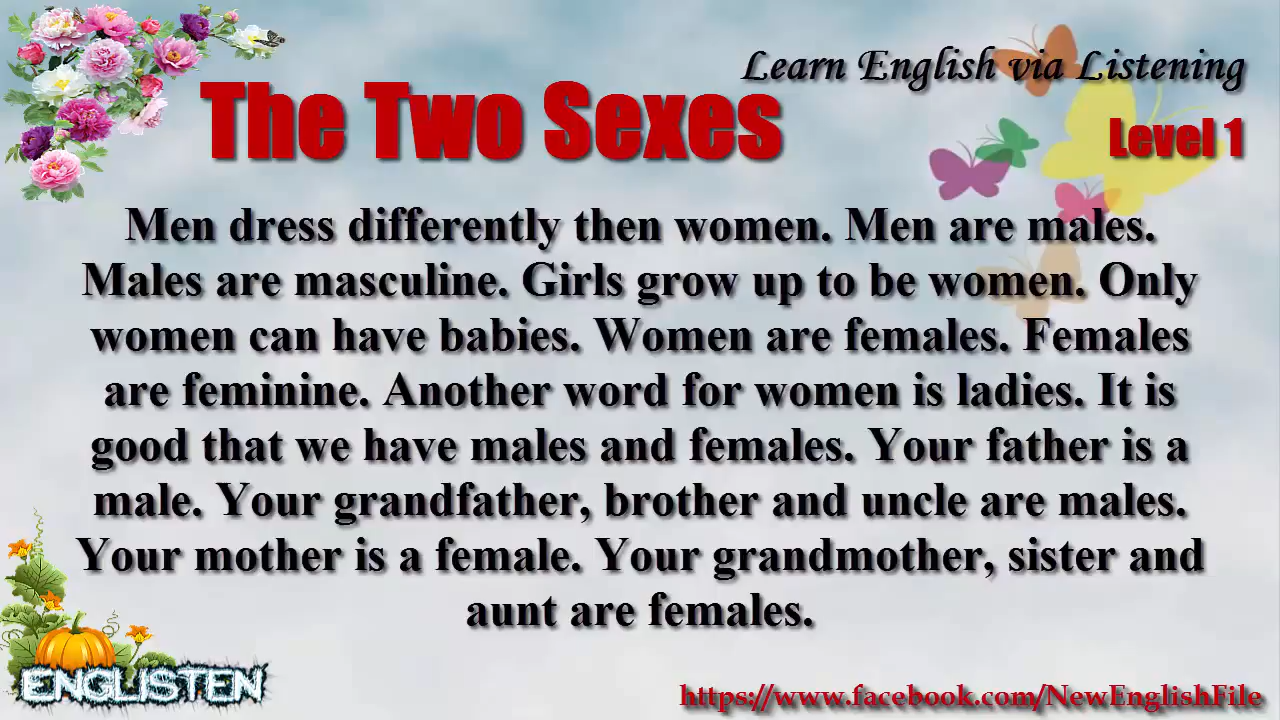 Learn English via Listening
The Two Sexes
Level 1
Men dress differently then women. Men are males.
Males are masculine. Girls grow up to be women. Only
women can have babies. Women are females. Females
are feminine. Another word for women is ladies. It is
good that we have males and females. Your father is a
male. Your grandfather, brother and uncle are males.
Your mother is a female. Your grandmother, sister and
aunt are females.
ENGLISTEN
https://www.facebook.com/NewEnglishFile